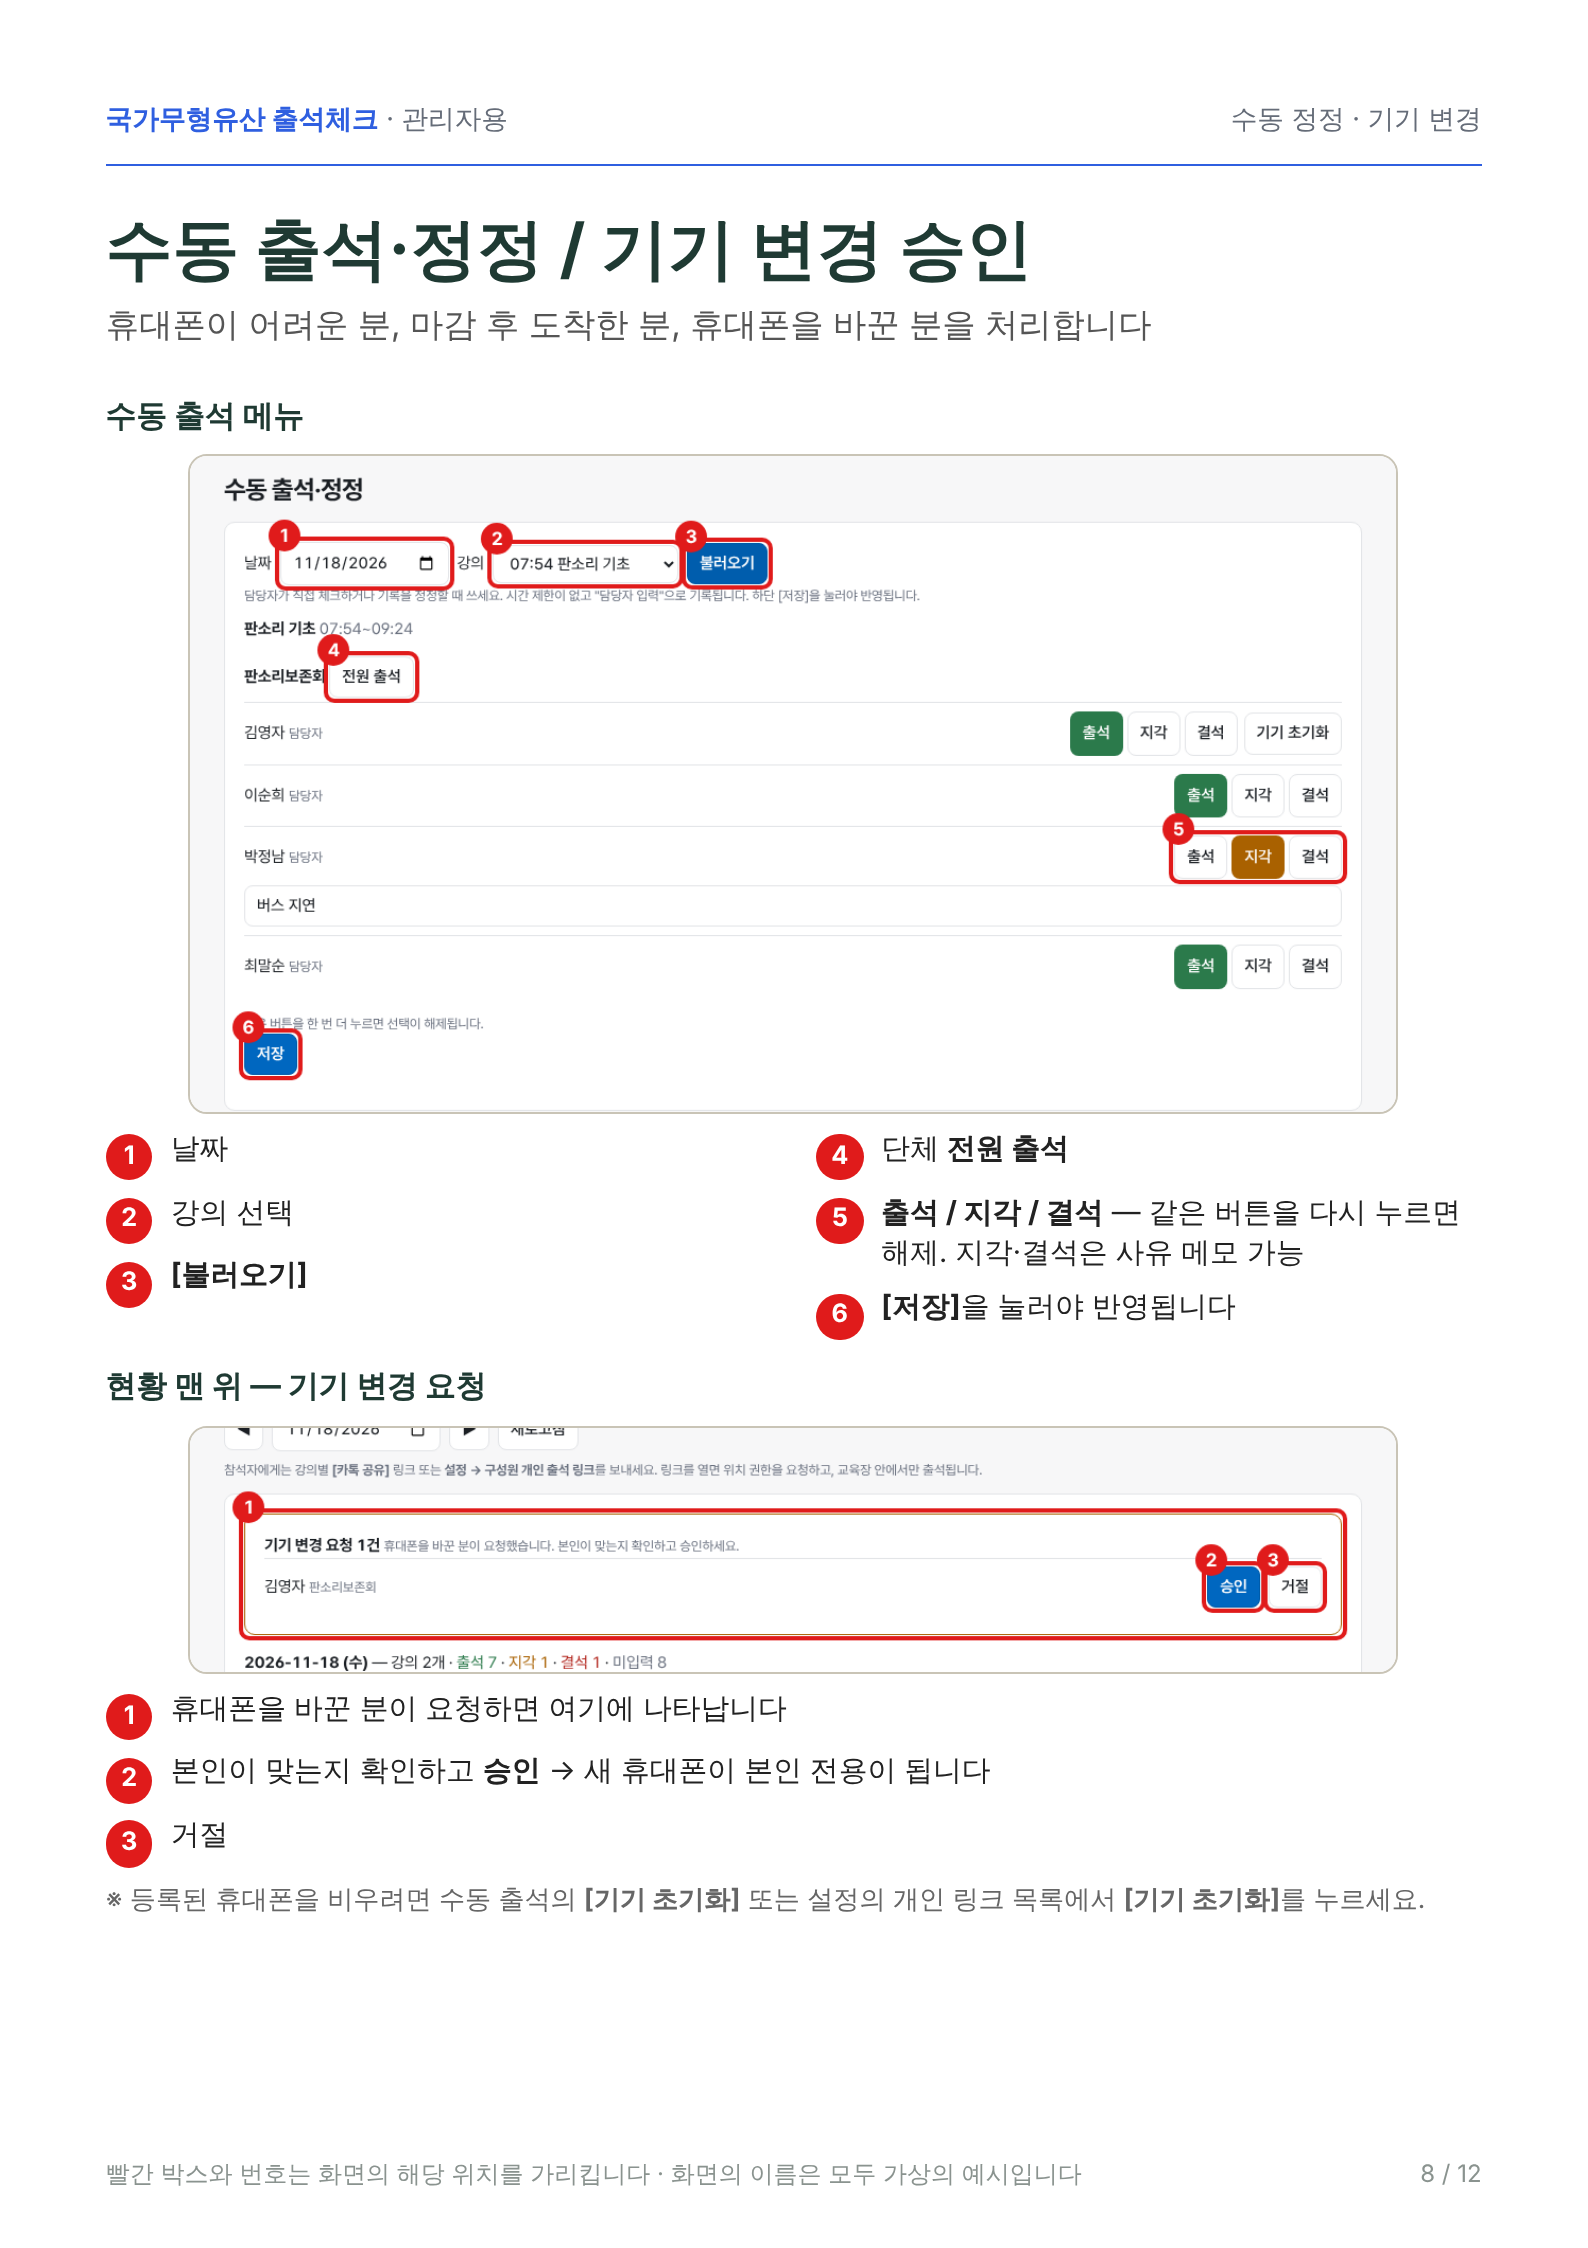 국가무형유산 출석체크 · 관리자용
수동 정정 · 기기 변경
수동 출석·정정 / 기기 변경 승인
휴대폰이 어려운 분, 마감 후 도착한 분, 휴대폰을 바꾼 분을 처리합니다
수동 출석 메뉴
수동 출석·정정
1 2 3
날짜 11/18/2026 강의 07:54 판소리 기초 불러오기
담당자가 직접 체크하거나 기록을 정정할 때 쓰세요. 시간 제한이 없고 "담당자 입력"으로 기록됩니다. 하단 [저장]을 눌러야 반영됩니다.
판소리 기초 07:54~09:24
4
판소리보존회 전원 출석
김영자 담당자 출석 지각 결석 기기 초기화
이순희 담당자 출석 지각 결석
5
박정남 담당자 출석 지각 결석
버스 지연
최말순 담당자 출석 지각 결석
6 버튼을 한 번 더 누르면 선택이 해제됩니다.
저장
1 날짜
2 강의 선택
3 [불러오기]
4 단체 전원 출석
5 출석 / 지각 / 결석 — 같은 버튼을 다시 누르면
해제. 지각·결석은 사유 메모 가능
6 [저장]을 눌러야 반영됩니다
현황 맨 위 — 기기 변경 요청
◀ 11/18/2026 ▶ 새로고침
참석자에게는 강의별 [카톡 공유] 링크 또는 설정 → 구성원 개인 출석 링크를 보내세요. 링크를 열면 위치 권한을 요청하고, 교육장 안에서만 출석됩니다.
1
기기 변경 요청 1건 휴대폰을 바꾼 분이 요청했습니다. 본인이 맞는지 확인하고 승인하세요.
2 3
김영자 판소리보존회 승인 거절
2026-11-18 (수) — 강의 2개 · 출석 7 · 지각 1 · 결석 1 · 미입력 8
1 휴대폰을 바꾼 분이 요청하면 여기에 나타납니다
2 본인이 맞는지 확인하고 승인 → 새 휴대폰이 본인 전용이 됩니다
3 거절
※ 등록된 휴대폰을 비우려면 수동 출석의 [기기 초기화] 또는 설정의 개인 링크 목록에서 [기기 초기화]를 누르세요.
빨간 박스와 번호는 화면의 해당 위치를 가리킵니다 · 화면의 이름은 모두 가상의 예시입니다
8 / 12